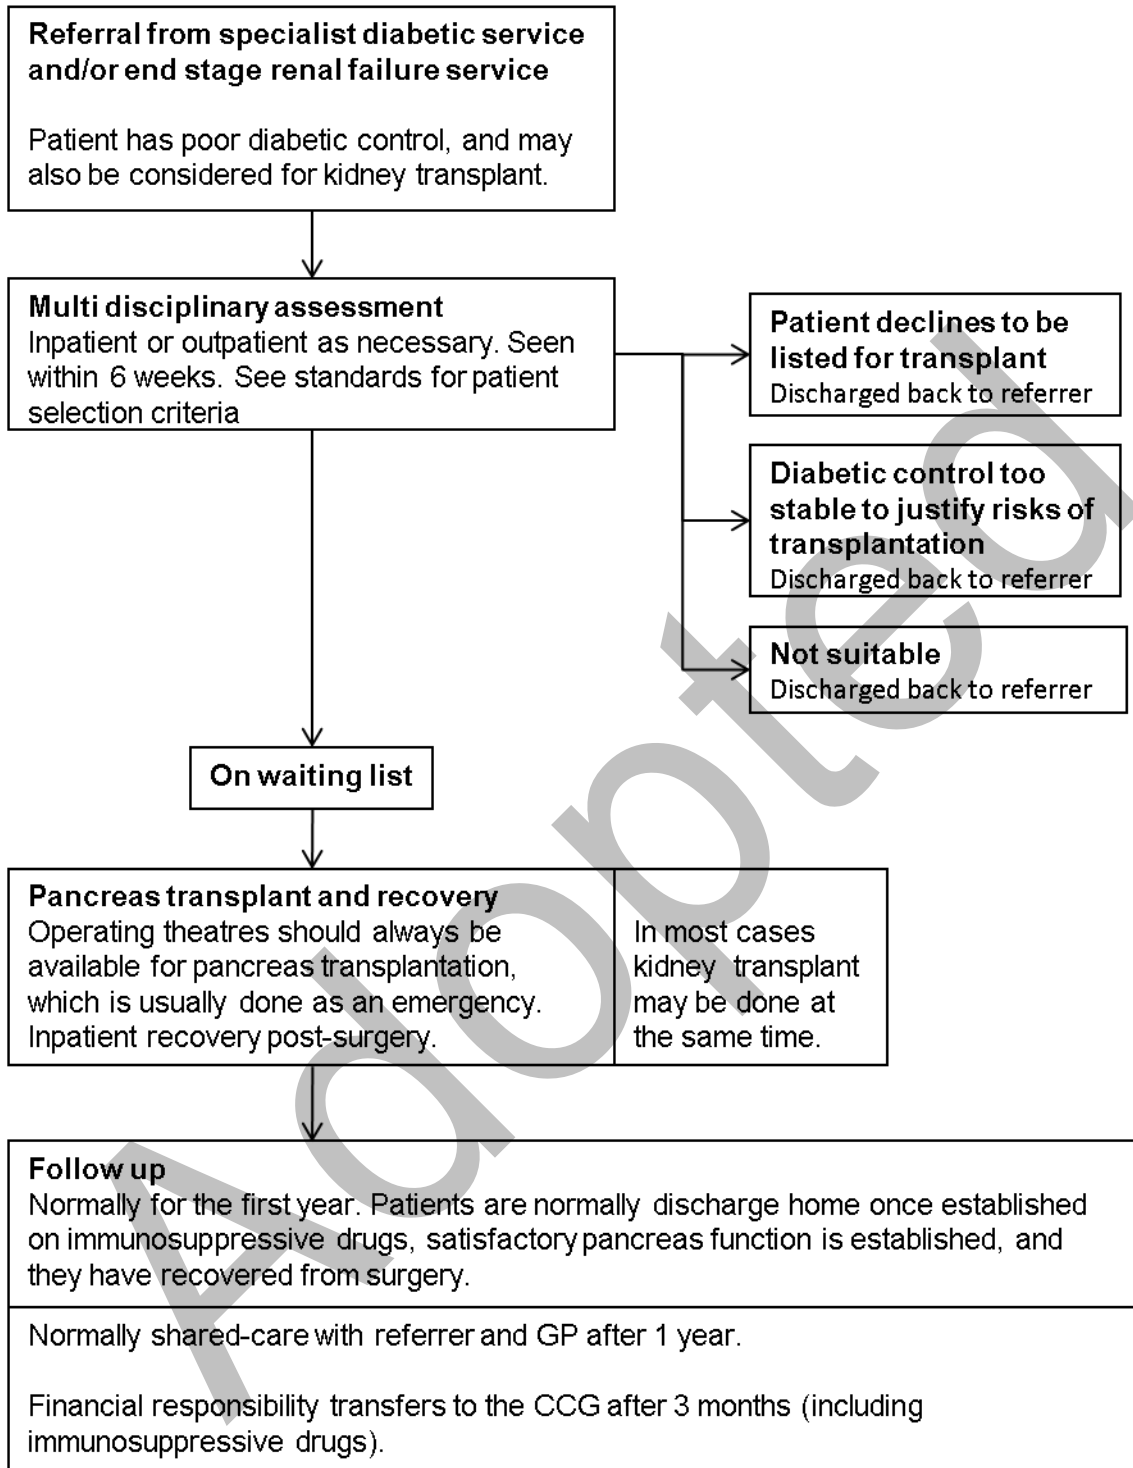 Referral from specialist diabetic service
and/or end stage renal failure service
Patient has poor diabetic control, and may
also be considered for kidney transplant.
Multi disciplinary assessment
Inpatient or outpatient as necessary. Seen
within 6 weeks. See standards for patient
selection criteria
Patient declines to be
listed for transplant
Discharged back to referrer
Diabetic control too
stable to justify risks of
transplantation
Discharged back to referrer
Not suitable
Discharged back to referrer
On waiting list
Pancreas transplant and recovery
Operating theatres should always be
available for pancreas transplantation,
which is usually done as an emergency.
Inpatient recovery post-surgery.
In most cases
kidney transplant
may be done at
the same time.
Follow up
Normally for the first year. Patients are normally discharge home once established
on immunosuppressive drugs, satisfactory pancreas function is established, and
they have recovered from surgery.
Normally shared-care with referrer and GP after 1 year.
Financial responsibility transfers to the CCG after 3 months (including
immunosuppressive drugs).
Adopted